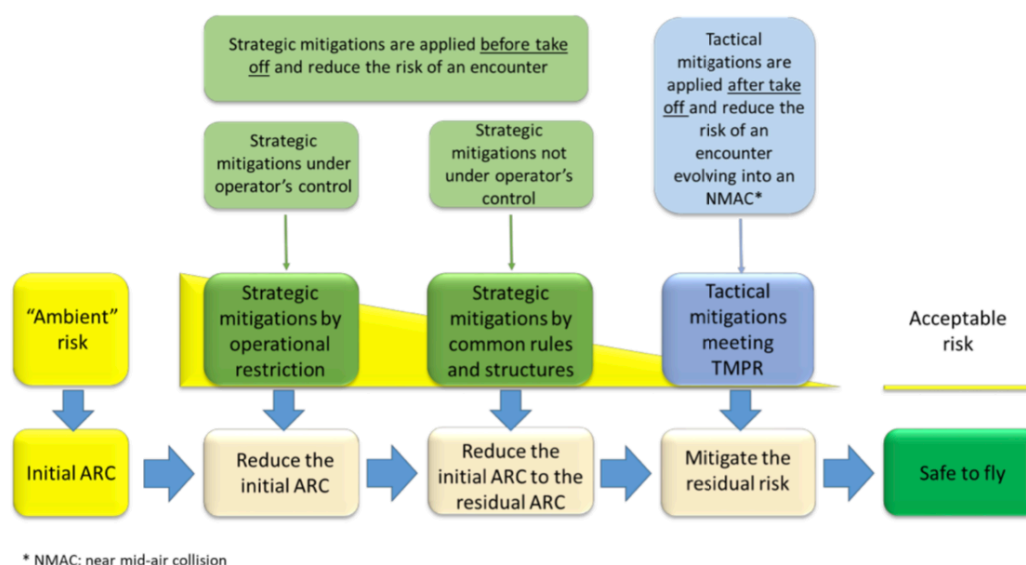 Strategic mitigations are applied before take
off and reduce the risk of an encounter
Tactical
mitigations are
applied after take
off and reduce the
risk of an
encounter
evolving into an
NMAC*
Strategic
mitigations under
operator's control
Strategic
mitigations not
under operator's
control
"Ambient"
risk
Strategic
mitigations by
operational
restriction
Strategic
mitigations by
common rules
and structures
Tactical
mitigations
meeting
TMPR
Acceptable
risk
Initial ARC
Reduce the
initial ARC
Reduce the
initial ARC to the
residual ARC
Mitigate the
residual risk
Safe to fly
* NMAC: near mid-air collision